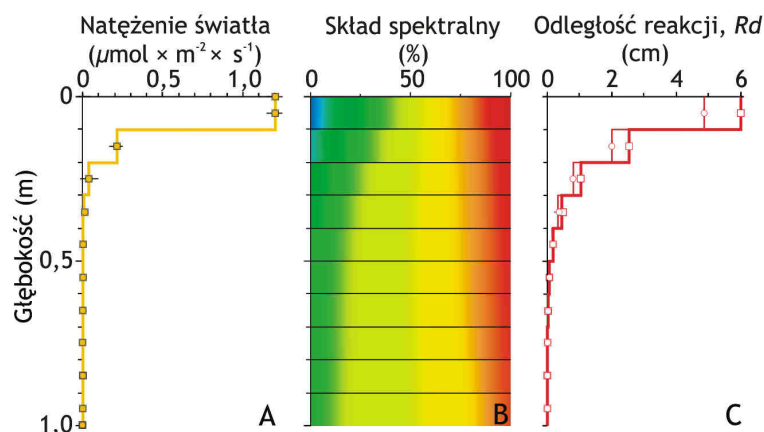 Natężenie światła
(µmol × m⁻² × s⁻¹)
0 0,5 1,0
Skład spektralny
(%)
0 50 100
Odległość reakcji, Rd
(cm)
0 2 4 6
Głębokość (m)
0
0,5
1,0
A
B
C